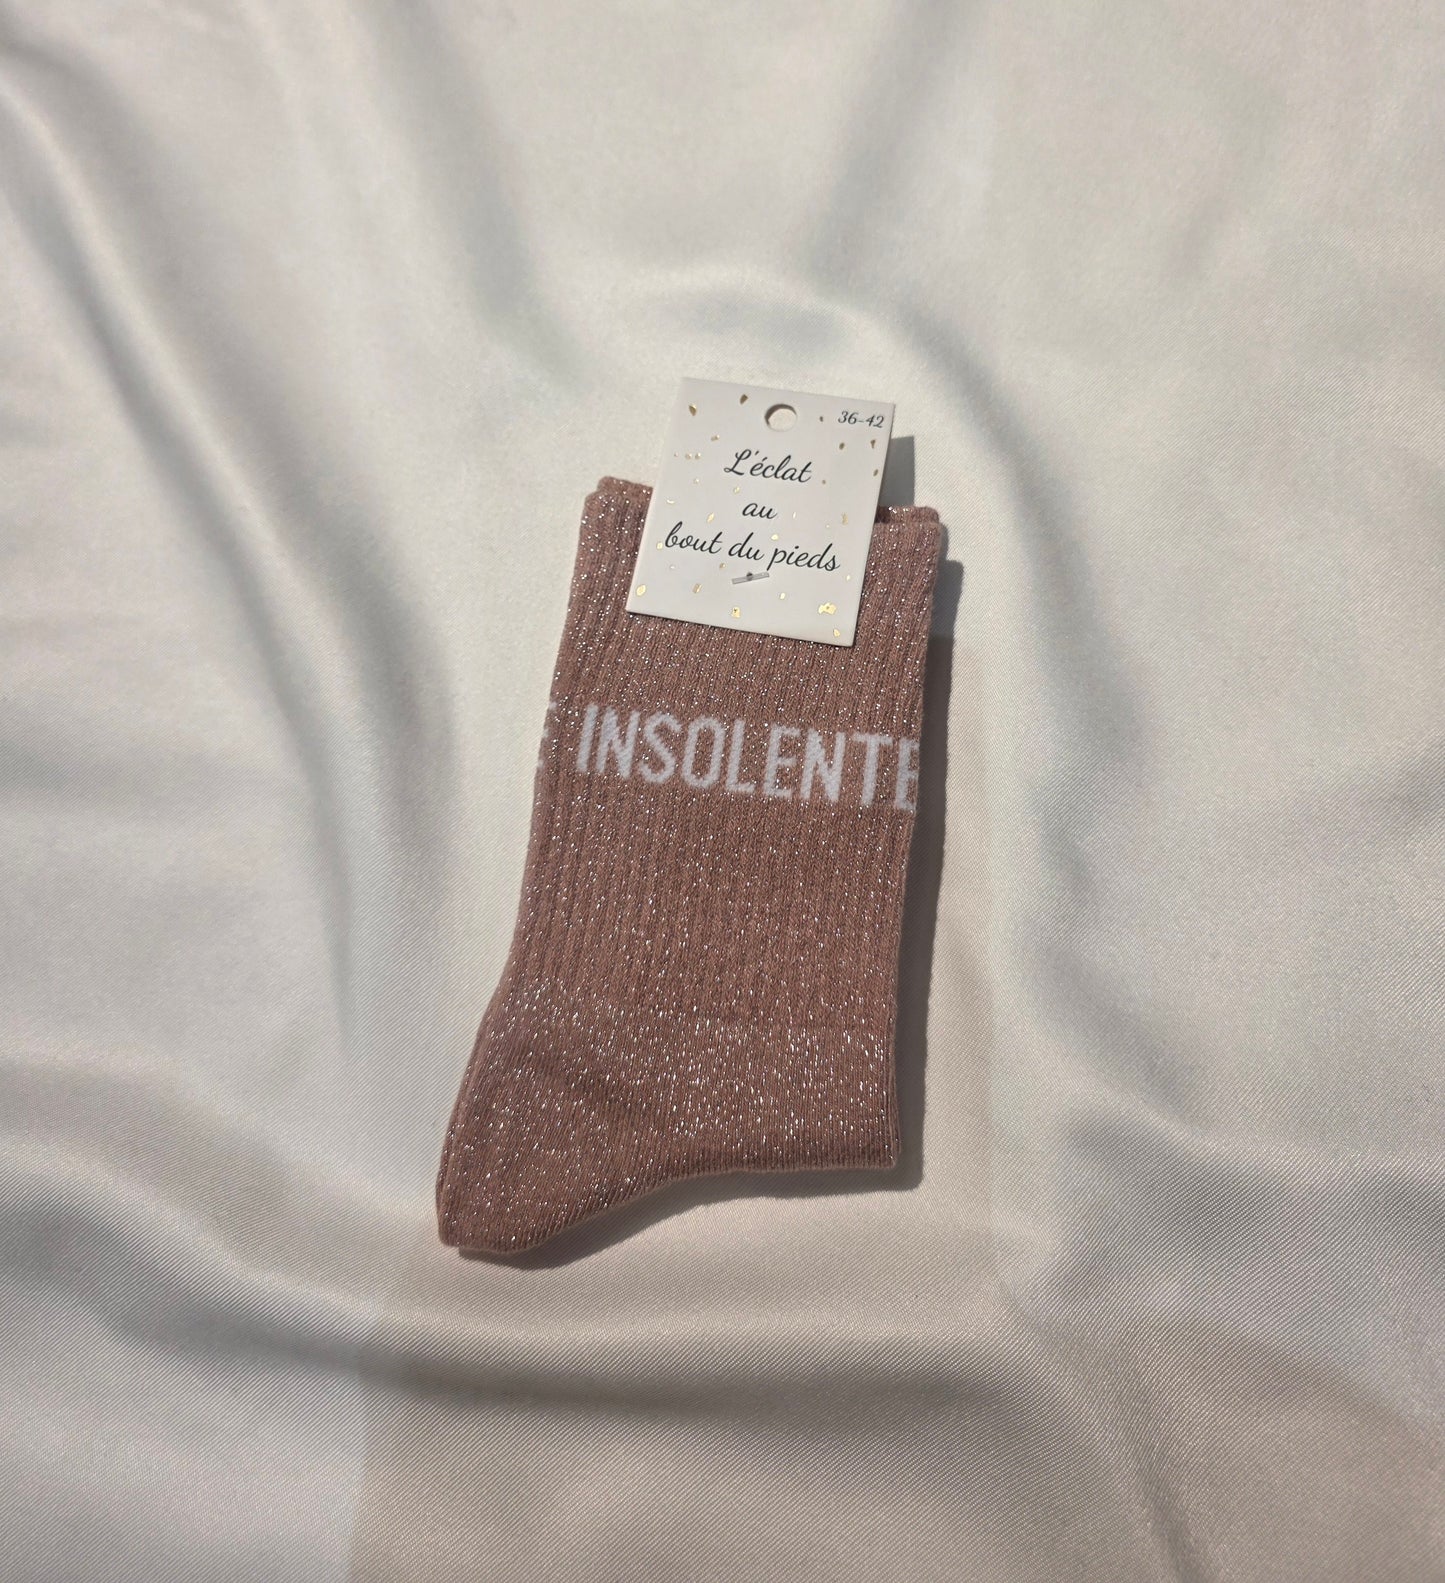 36-42
L'éclat
au
bout du pieds
E INSOLENTE